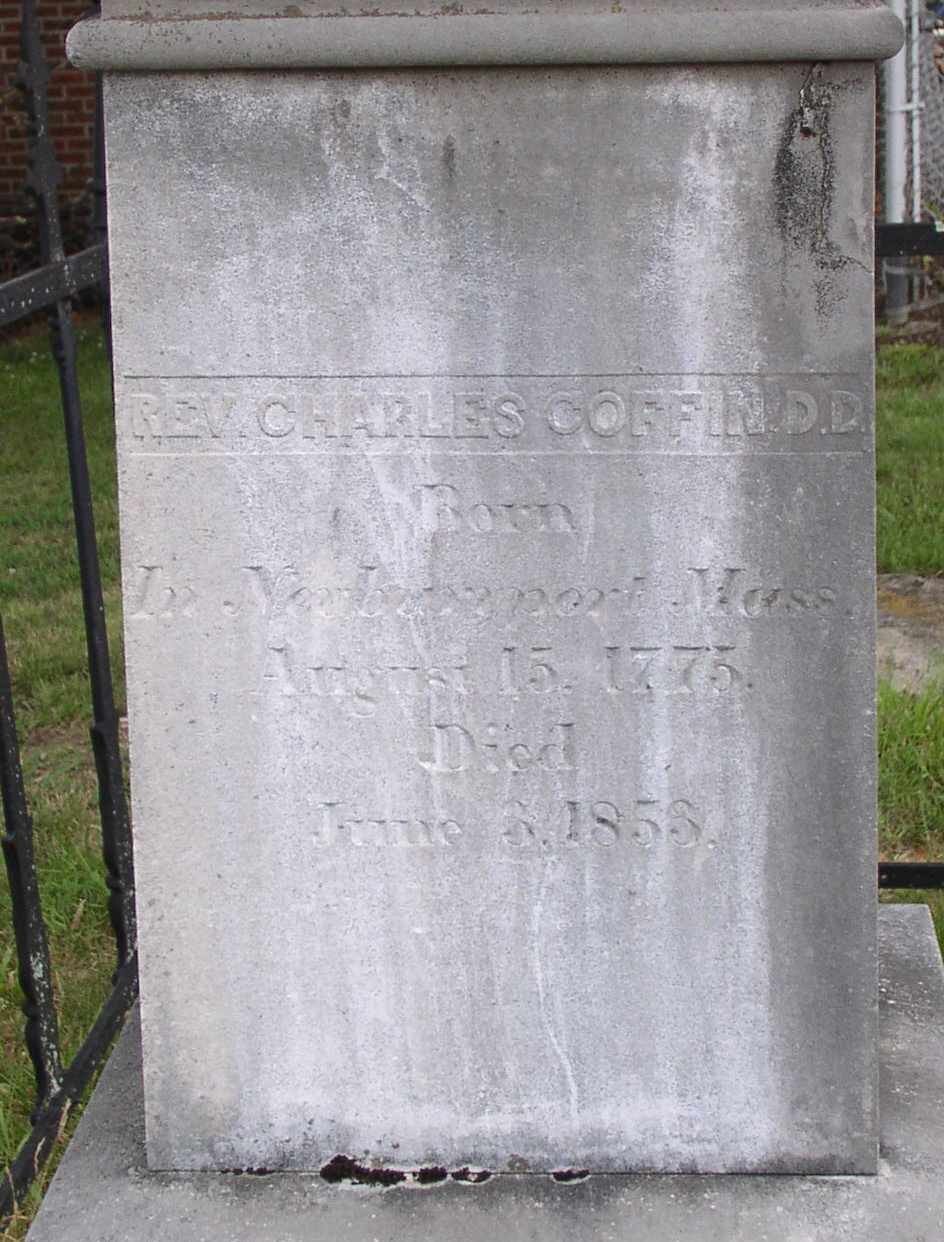 REV. CHARLES COFFIN. D.D.
Born
In Newburyport Mass.
August 15. 1775.
Died
June 3, 1853.